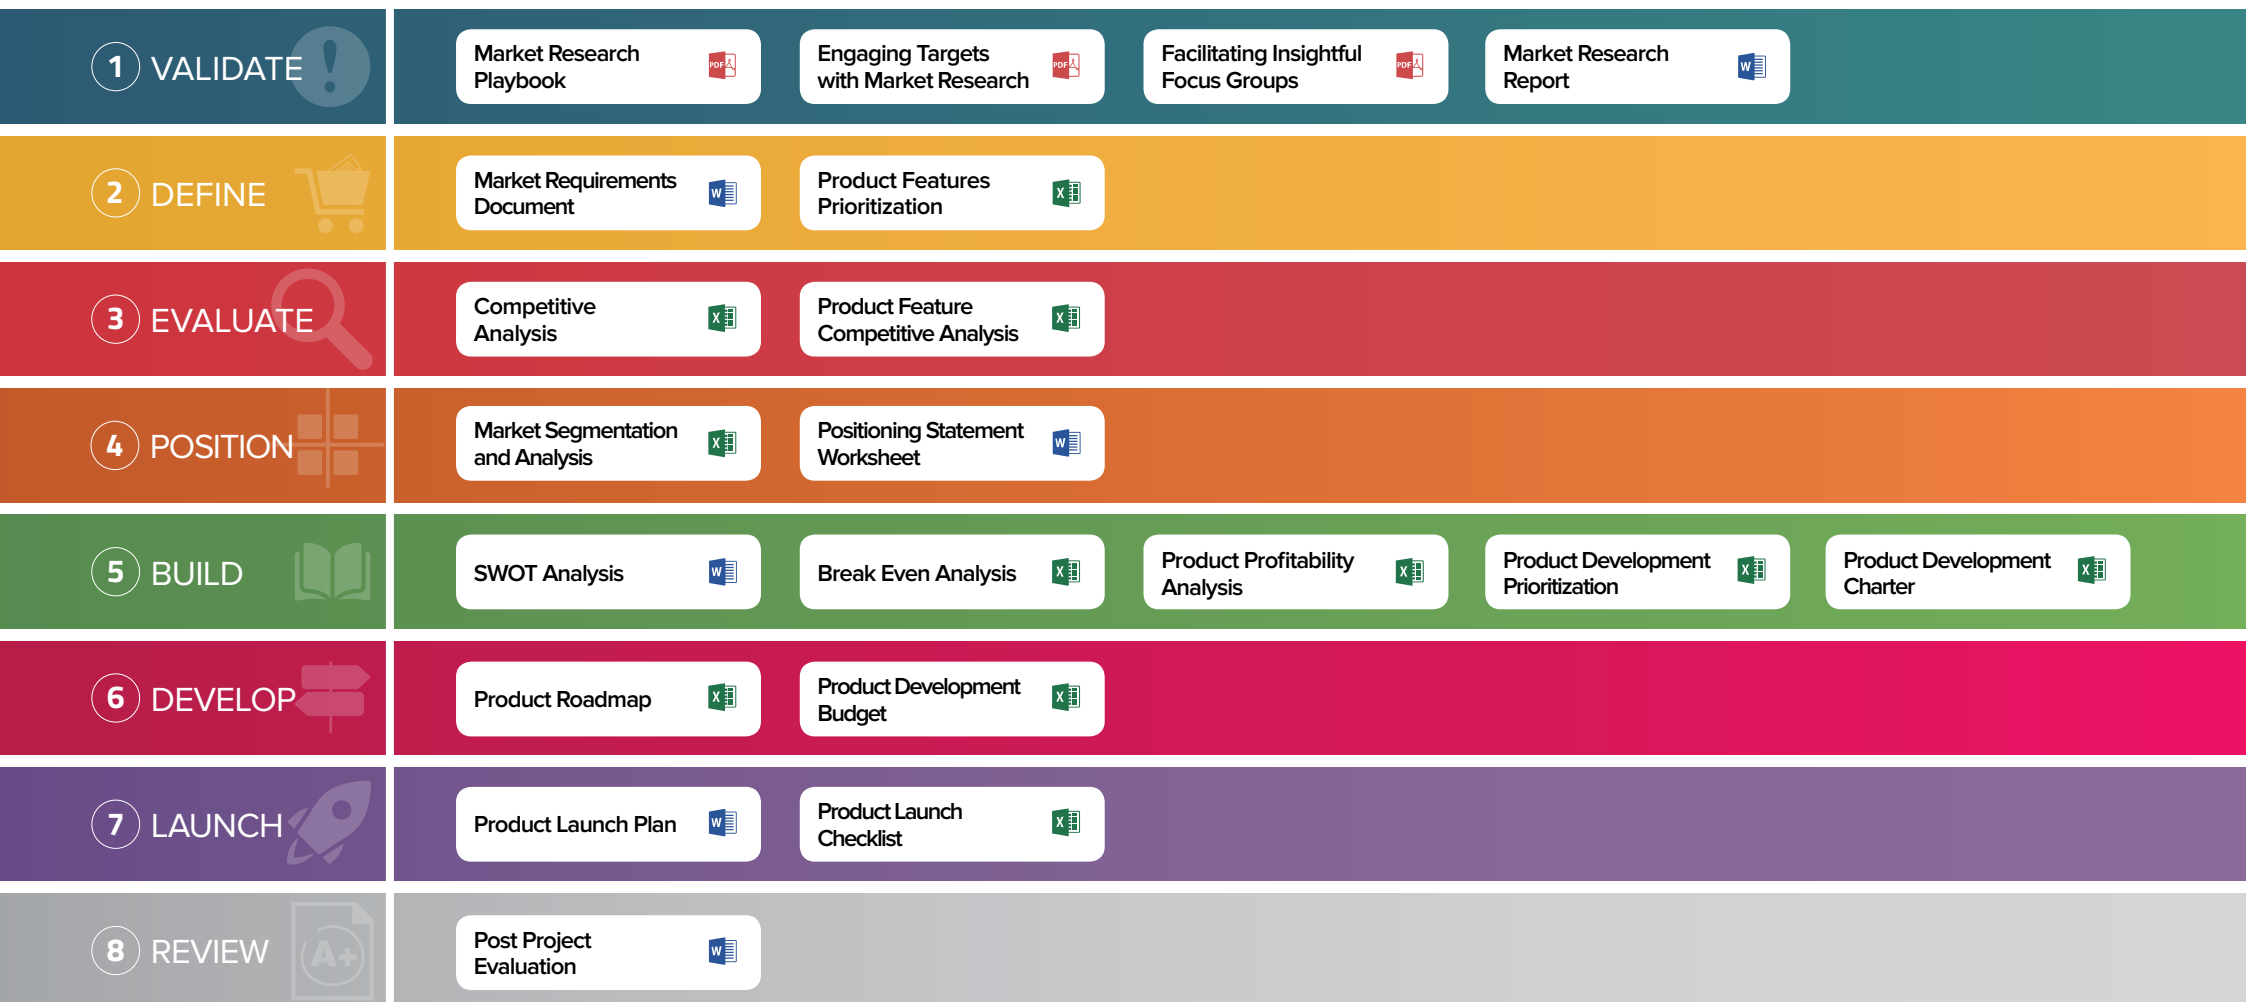 1 VALIDATE
Market Research
Playbook
PDF
Engaging Targets
with Market Research
PDF
Facilitating Insightful
Focus Groups
PDF
Market Research
Report
W
2 DEFINE
Market Requirements
Document
W
Product Features
Prioritization
X
3 EVALUATE
Competitive
Analysis
X
Product Feature
Competitive Analysis
X
4 POSITION
Market Segmentation
and Analysis
X
Positioning Statement
Worksheet
W
5 BUILD
SWOT Analysis
W
Break Even Analysis
X
Product Profitability
Analysis
X
Product Development
Prioritization
X
Product Development
Charter
X
6 DEVELOP
Product Roadmap
X
Product Development
Budget
X
7 LAUNCH
Product Launch Plan
W
Product Launch
Checklist
X
8 REVIEW
A+
Post Project
Evaluation
W